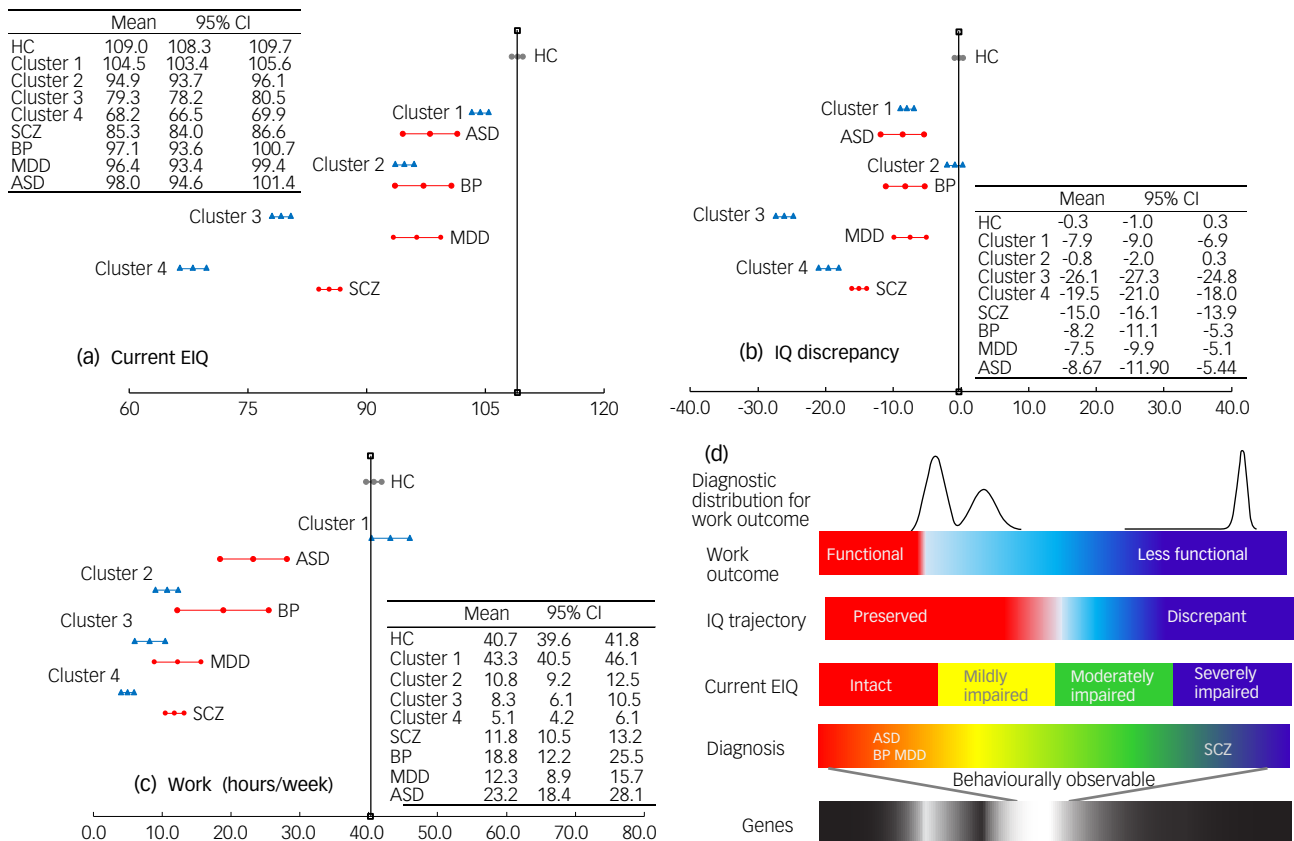 Mean 95% CI
HC 109.0 108.3 109.7
Cluster 1 104.5 103.4 105.6
Cluster 2 94.9 93.7 96.1
Cluster 3 79.3 78.2 80.5
Cluster 4 68.2 66.5 69.9
SCZ 85.3 84.0 86.6
BP 97.1 93.6 100.7
MDD 96.4 93.4 99.4
ASD 98.0 94.6 101.4
HC
Cluster 1
ASD
Cluster 2
BP
Cluster 3
MDD
Cluster 4
SCZ
(a) Current EIQ
60 75 90 105 120
HC
Cluster 1
ASD
Cluster 2
BP
Cluster 3
MDD
Cluster 4
SCZ
Mean 95% CI
HC -0.3 -1.0 0.3
Cluster 1 -7.9 -9.0 -6.9
Cluster 2 -0.8 -2.0 0.3
Cluster 3 -26.1 -27.3 -24.8
Cluster 4 -19.5 -21.0 -18.0
SCZ -15.0 -16.1 -13.9
BP -8.2 -11.1 -5.3
MDD -7.5 -9.9 -5.1
ASD -8.67 -11.90 -5.44
(b) IQ discrepancy
-40.0 -30.0 -20.0 -10.0 0.0 10.0 20.0 30.0 40.0
HC
Cluster 1
ASD
Cluster 2
BP
Cluster 3
MDD
Cluster 4
SCZ
Mean 95% CI
HC 40.7 39.6 41.8
Cluster 1 43.3 40.5 46.1
Cluster 2 10.8 9.2 12.5
Cluster 3 8.3 6.1 10.5
Cluster 4 5.1 4.2 6.1
SCZ 11.8 10.5 13.2
BP 18.8 12.2 25.5
MDD 12.3 8.9 15.7
ASD 23.2 18.4 28.1
(c) Work (hours/week)
0.0 10.0 20.0 30.0 40.0 50.0 60.0 70.0 80.0
(d)
Diagnostic
distribution for
work outcome
Work
outcome
Functional Less functional
IQ trajectory Preserved Discrepant
Current EIQ
Intact
Mildly
impaired
Moderately
impaired
Severely
impaired
Diagnosis
ASD
BP MDD
SCZ
Behaviourally observable
Genes